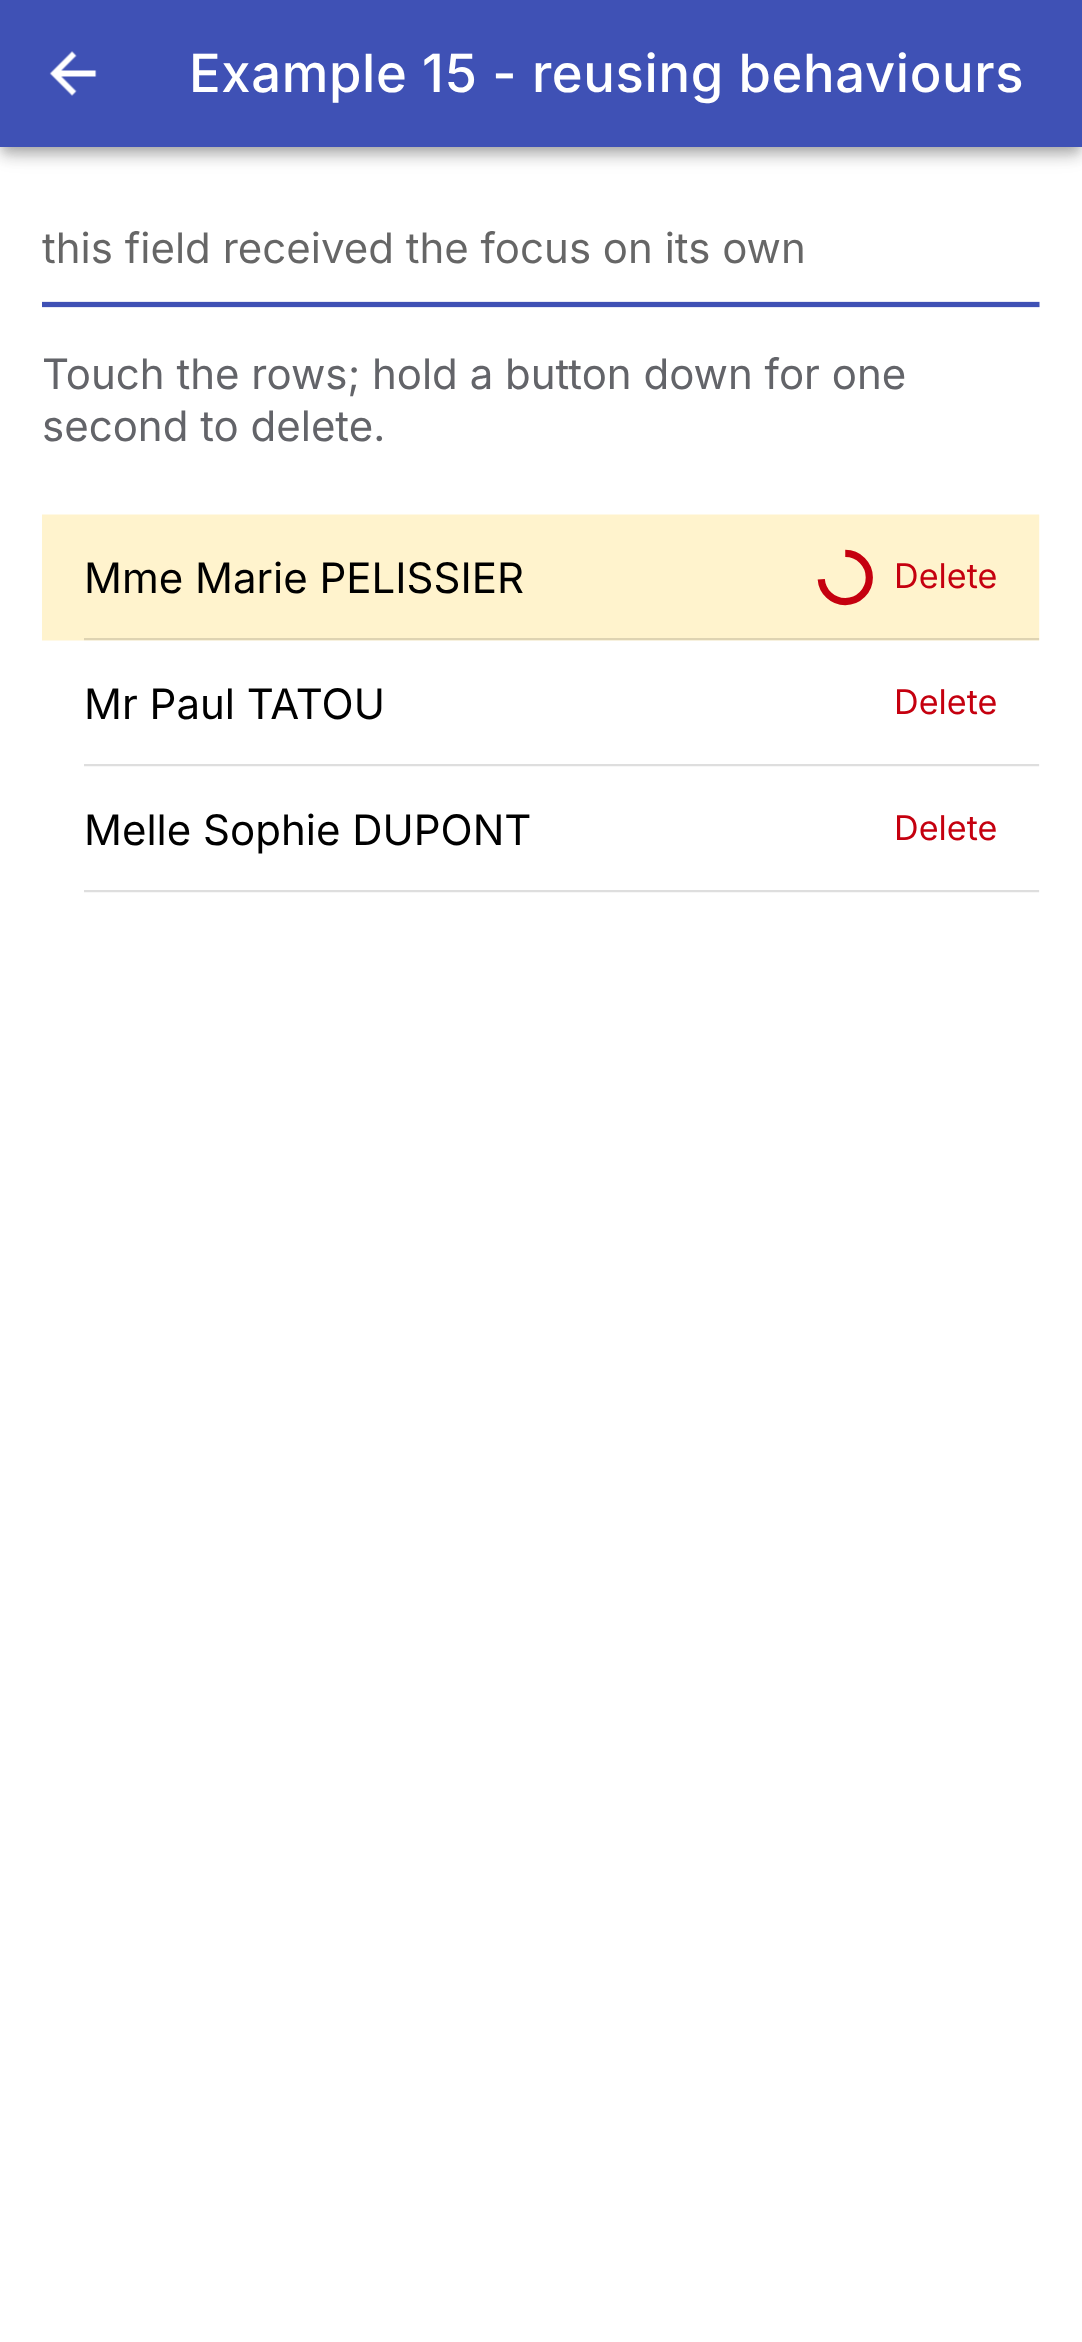 Example 15 - reusing behaviours
this field received the focus on its own
Touch the rows; hold a button down for one
second to delete.
Mme Marie PELISSIER Delete
Mr Paul TATOU Delete
Melle Sophie DUPONT Delete